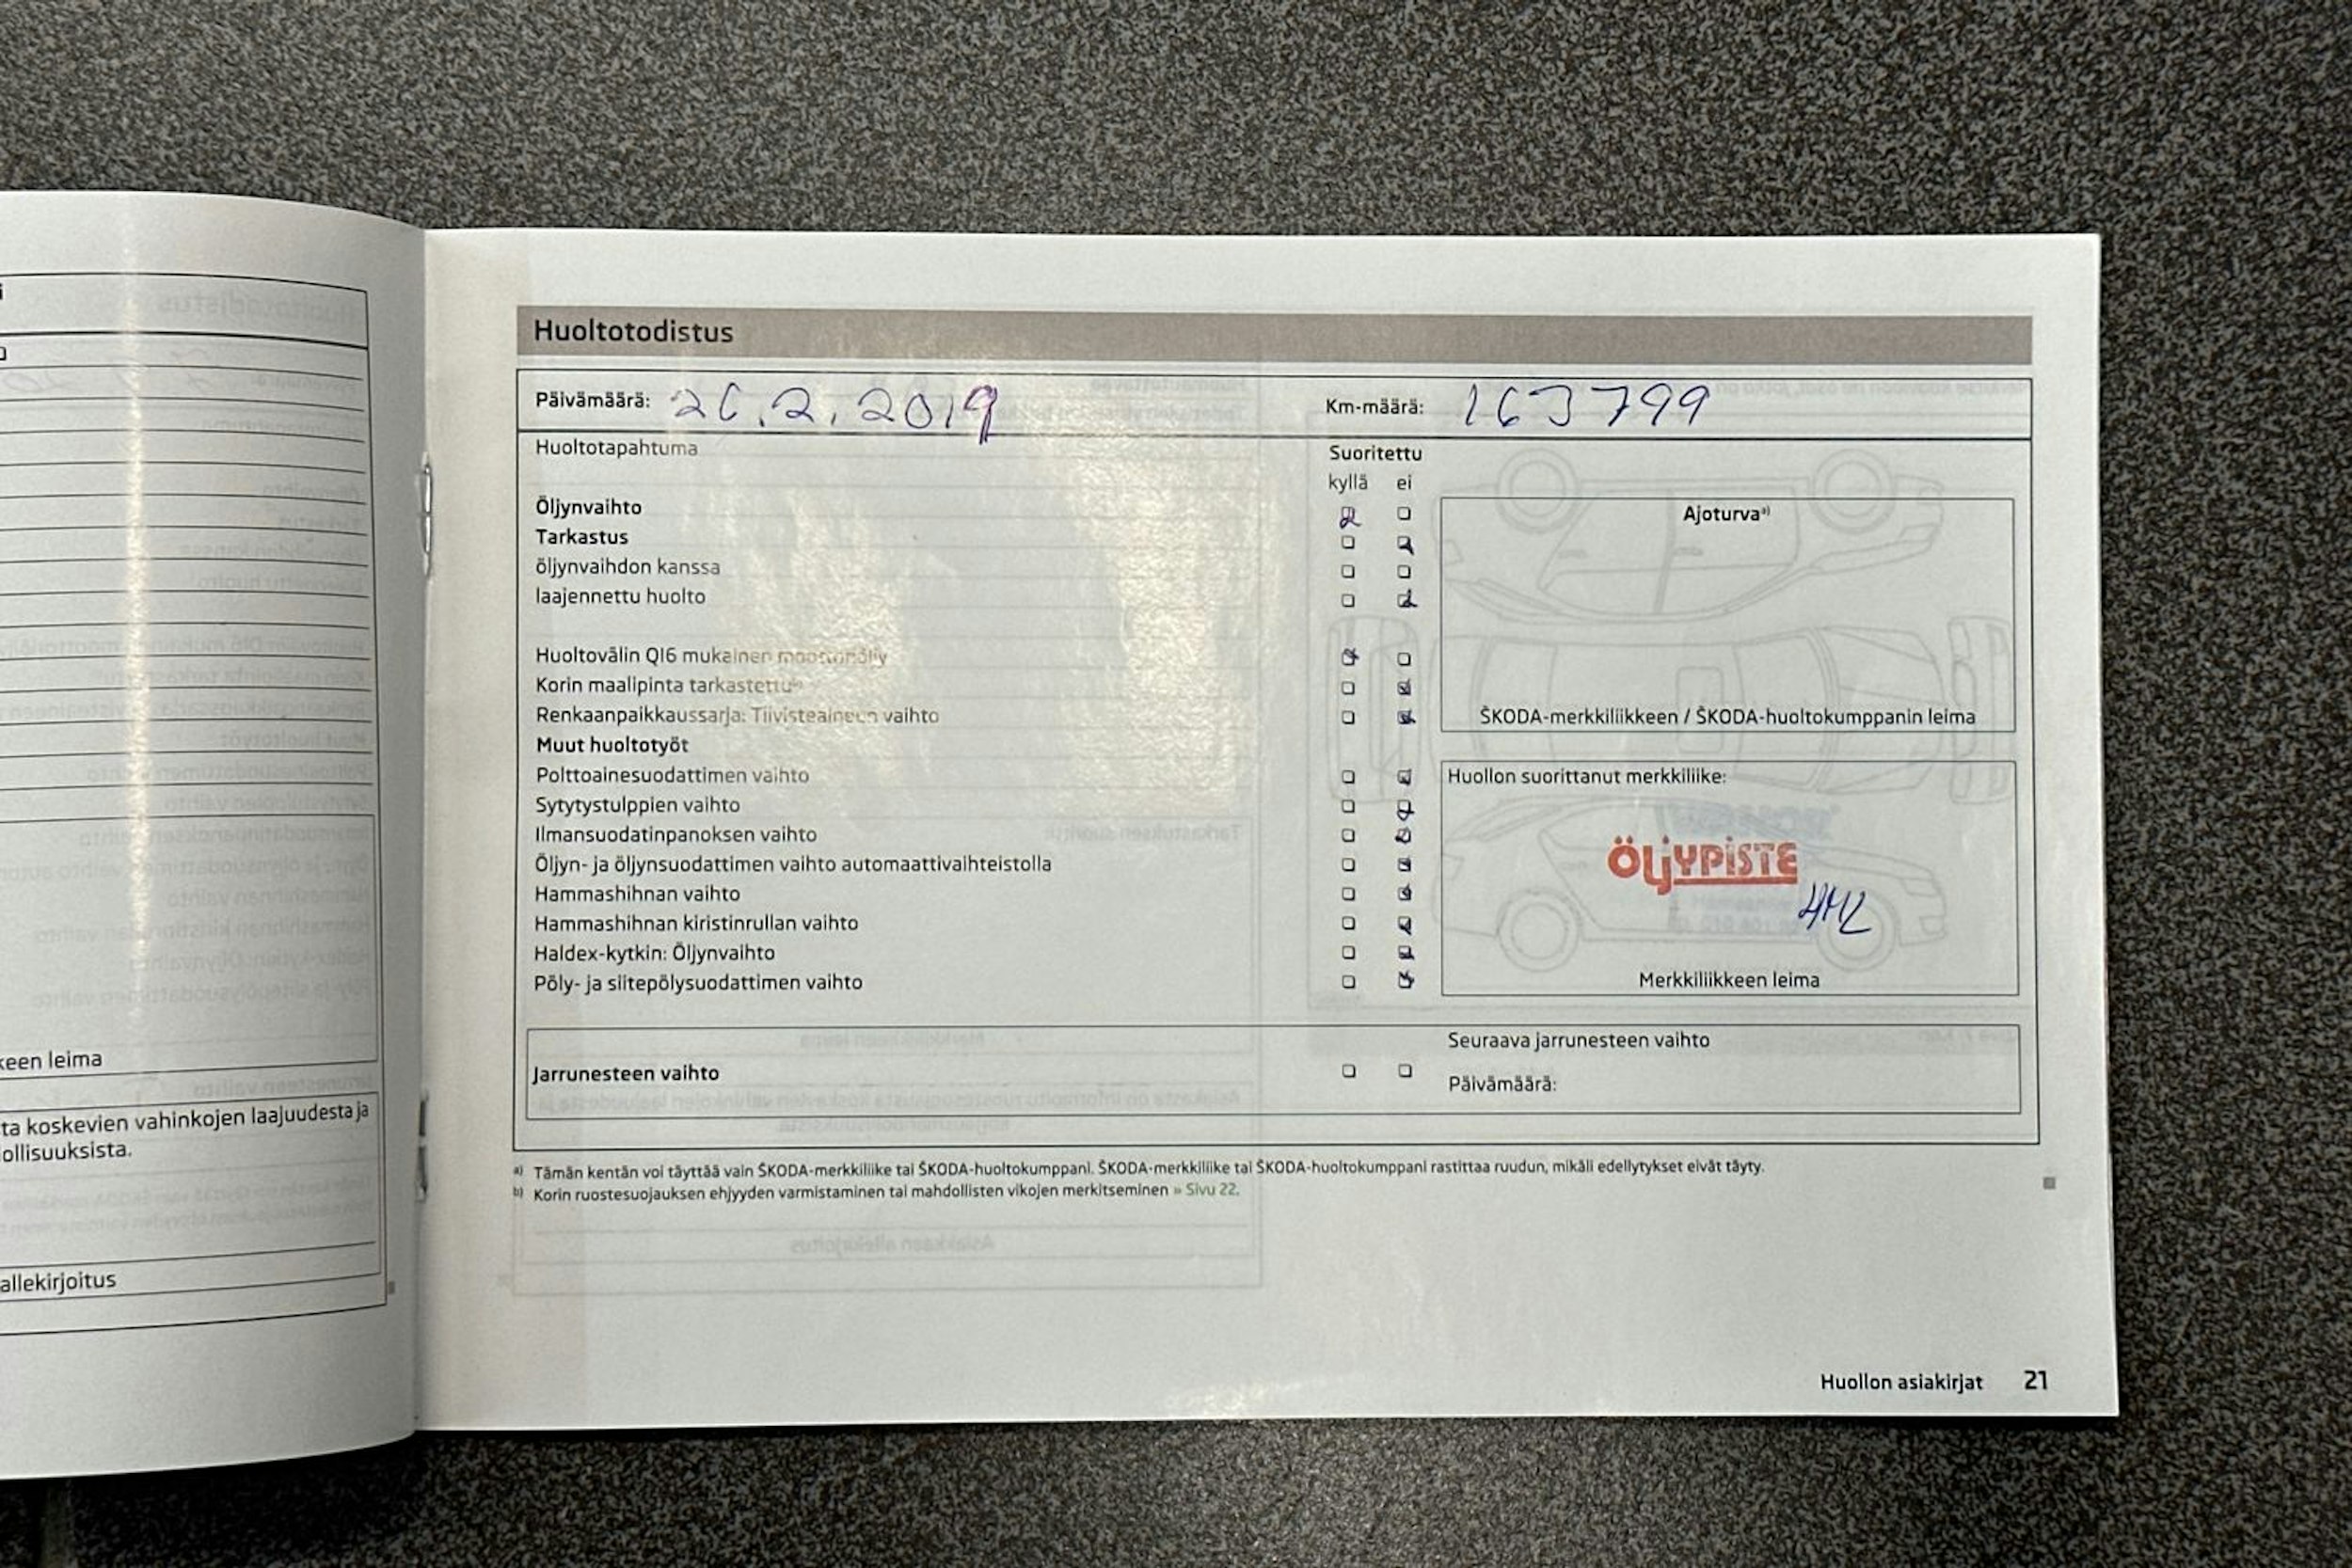 keen leima
ta koskevien vahinkojen laajuudesta ja
ollisuuksista.
allekirjoitus
Huoltotodistus
Päivämäärä: 26.2.2019 Km-määrä: 163799
Huoltotapahtuma Suoritettu
kyllä ei
Öljynvaihto
Tarkastus
öljynvaihdon kanssa
laajennettu huolto
Huoltovälin QI6 mukainen moottoriöljy
Korin maalipinta tarkastettu b)
Renkaanpaikkaussarja: Tiivisteaineen vaihto
Muut huoltotyöt
Polttoainesuodattimen vaihto
Sytytystulppien vaihto
Ilmansuodatinpanoksen vaihto
Öljyn- ja öljynsuodattimen vaihto automaattivaihteistolla
Hammashihnan vaihto
Hammashihnan kiristinrullan vaihto
Haldex-kytkin: Öljynvaihto
Pöly- ja siitepölysuodattimen vaihto
Ajoturva a)
ŠKODA-merkkiliikkeen / ŠKODA-huoltokumppanin leima
Huollon suorittanut merkkiliike:
ÖLJYPISTE
Merkkiliikkeen leima
Jarrunesteen vaihto
Seuraava jarrunesteen vaihto
Päivämäärä:
a) Tämän kentän voi täyttää vain ŠKODA-merkkiliike tai ŠKODA-huoltokumppani. ŠKODA-merkkiliike tai ŠKODA-huoltokumppani rastittaa ruudun, mikäli edellytykset eivät täyty.
b) Korin ruostesuojauksen ehjyyden varmistaminen tai mahdollisten vikojen merkitseminen » Sivu 22.
Huollon asiakirjat 21